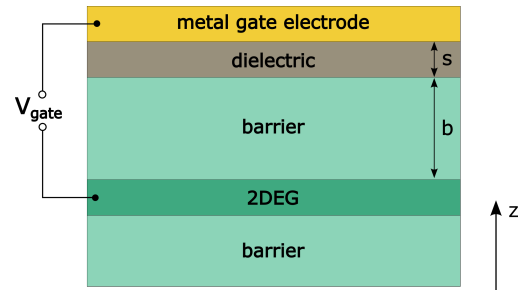 metal gate electrode
dielectric
s
V_gate
barrier
b
2DEG
z
barrier